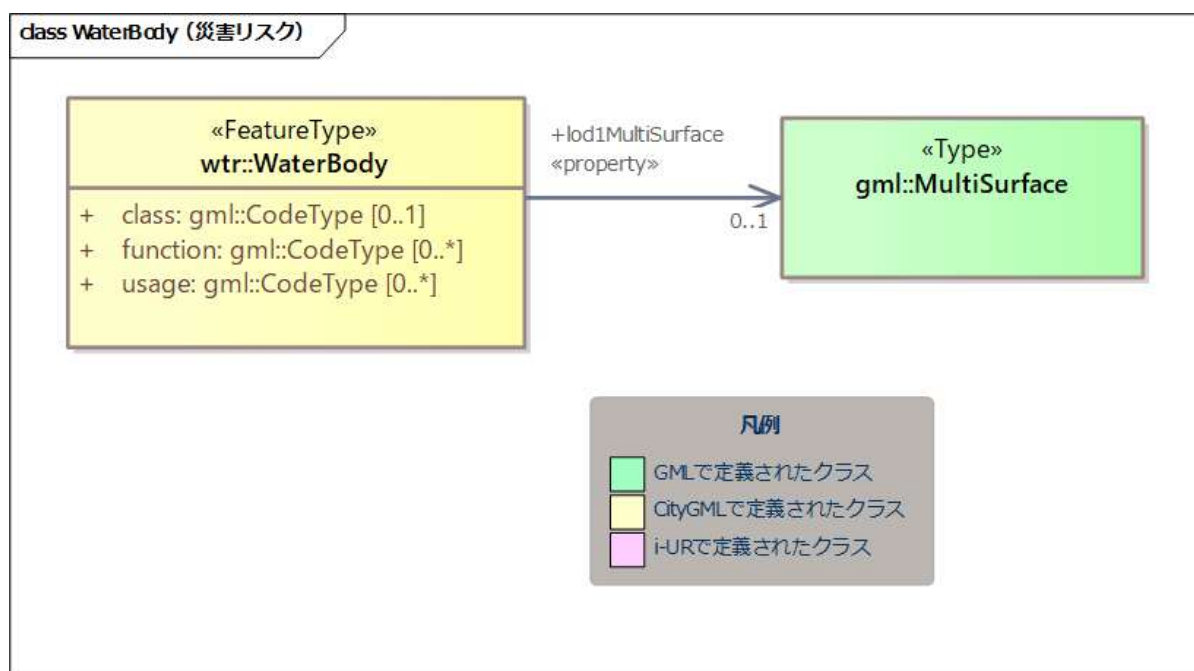 class WaterBody（災害リスク）
«FeatureType»
wtr::WaterBody
+ class: gml::CodeType [0..1]
+ function: gml::CodeType [0..*]
+ usage: gml::CodeType [0..*]
+lod1MultiSurface
«property»
0..1
«Type»
gml::MultiSurface
凡例
GMLで定義されたクラス
CityGMLで定義されたクラス
i-URで定義されたクラス